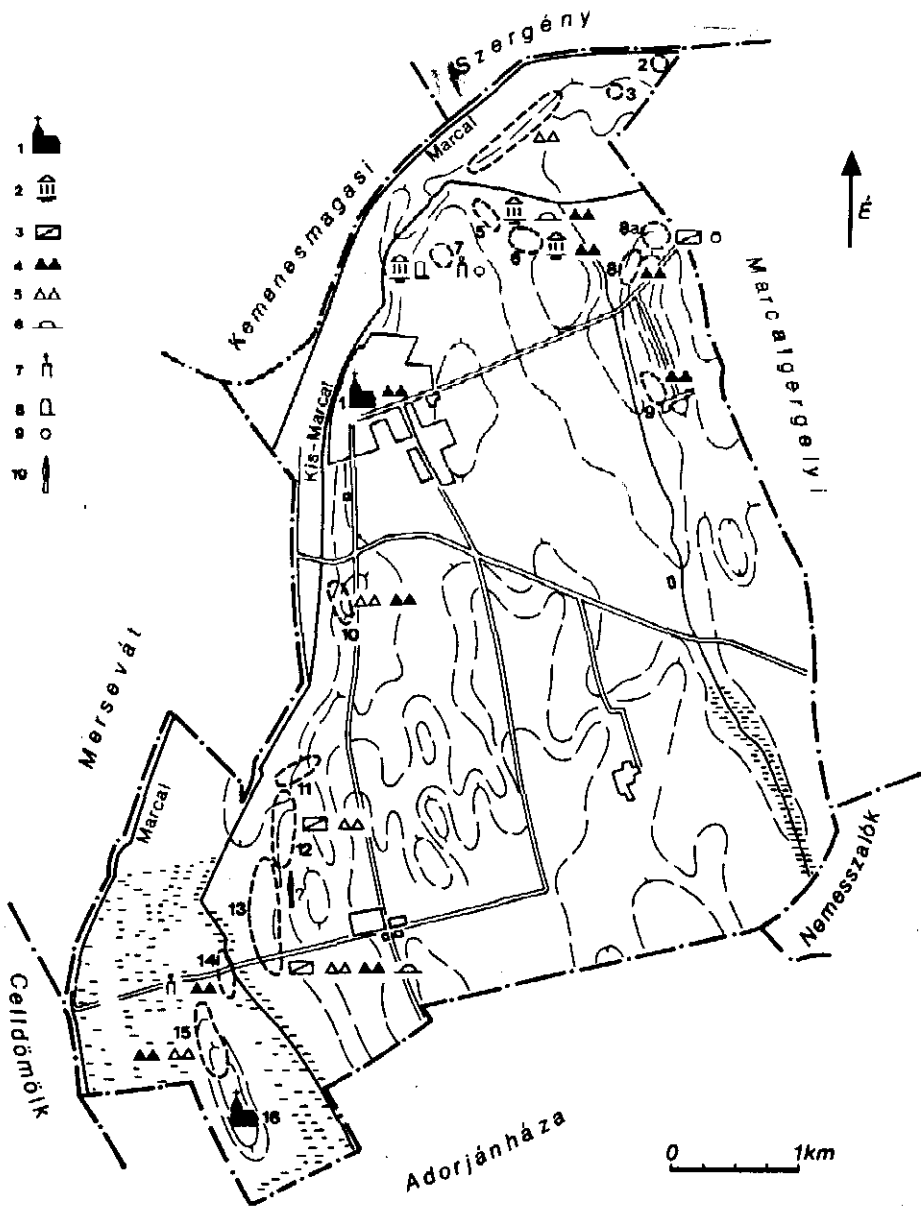 1
2
3
4
5
6
7
8
9
10
Szergény
Marcal
Kemenesmagasi
É
2
3
5
6
7
8a
8
9
Marcalgergelyi
1
Kis-Marcal
10
Mersevát
Marcal
11
12
?
13
14
15
16
Nemesszalók
Celldömölk
Adorjánháza
0 1km